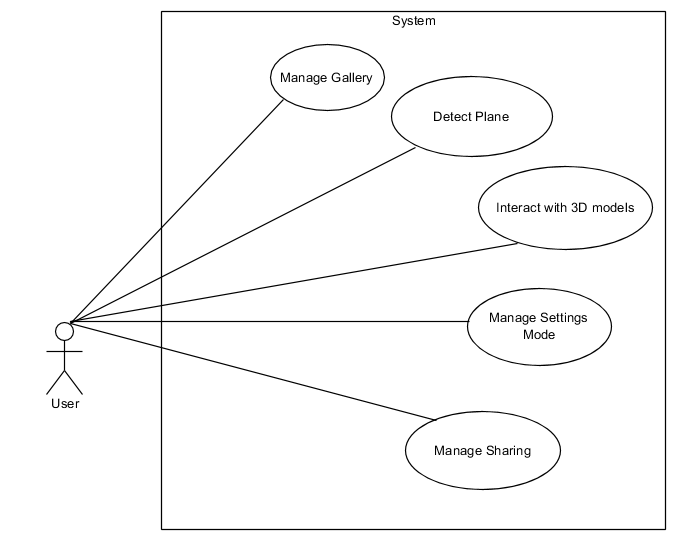 System
Manage Gallery
Detect Plane
Interact with 3D models
Manage Settings
Mode
User
Manage Sharing